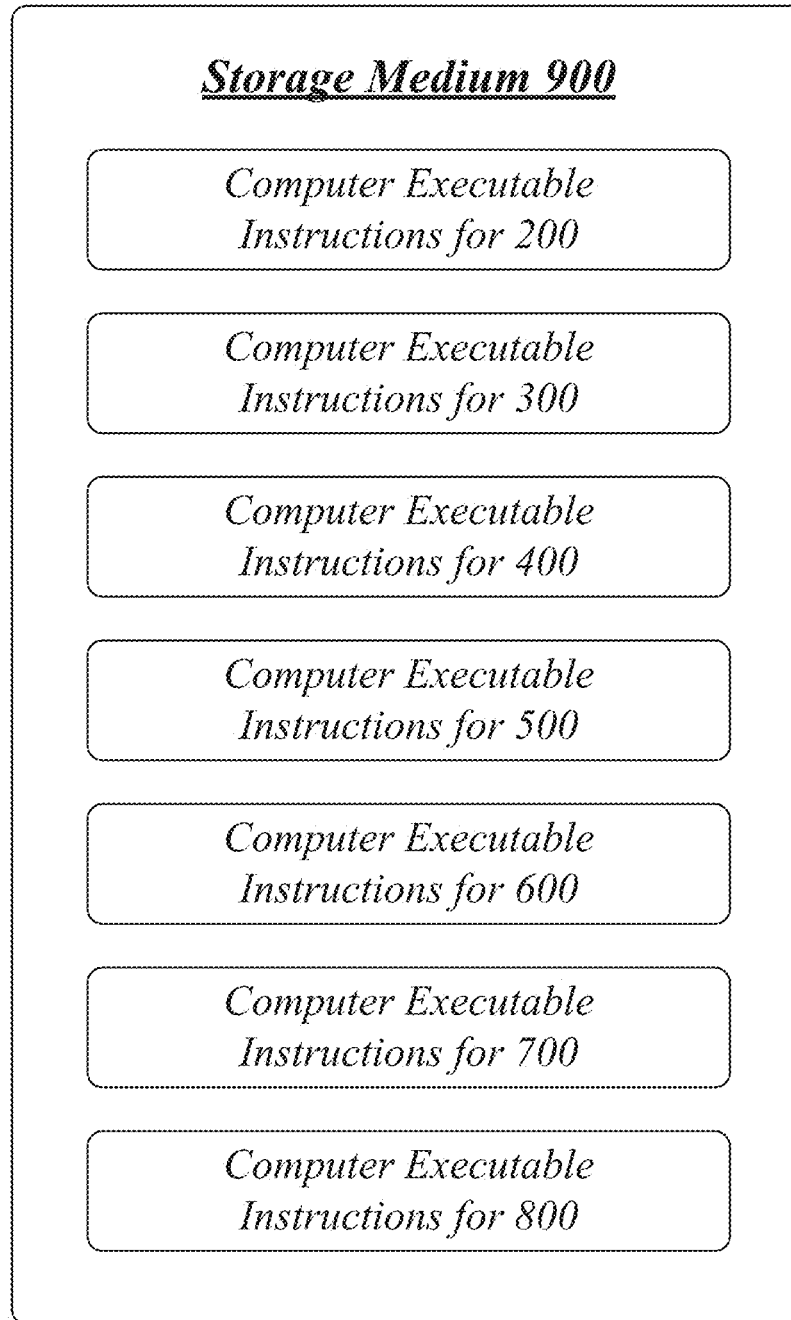 Storage Medium 900
Computer Executable
Instructions for 200
Computer Executable
Instructions for 300
Computer Executable
Instructions for 400
Computer Executable
Instructions for 500
Computer Executable
Instructions for 600
Computer Executable
Instructions for 700
Computer Executable
Instructions for 800